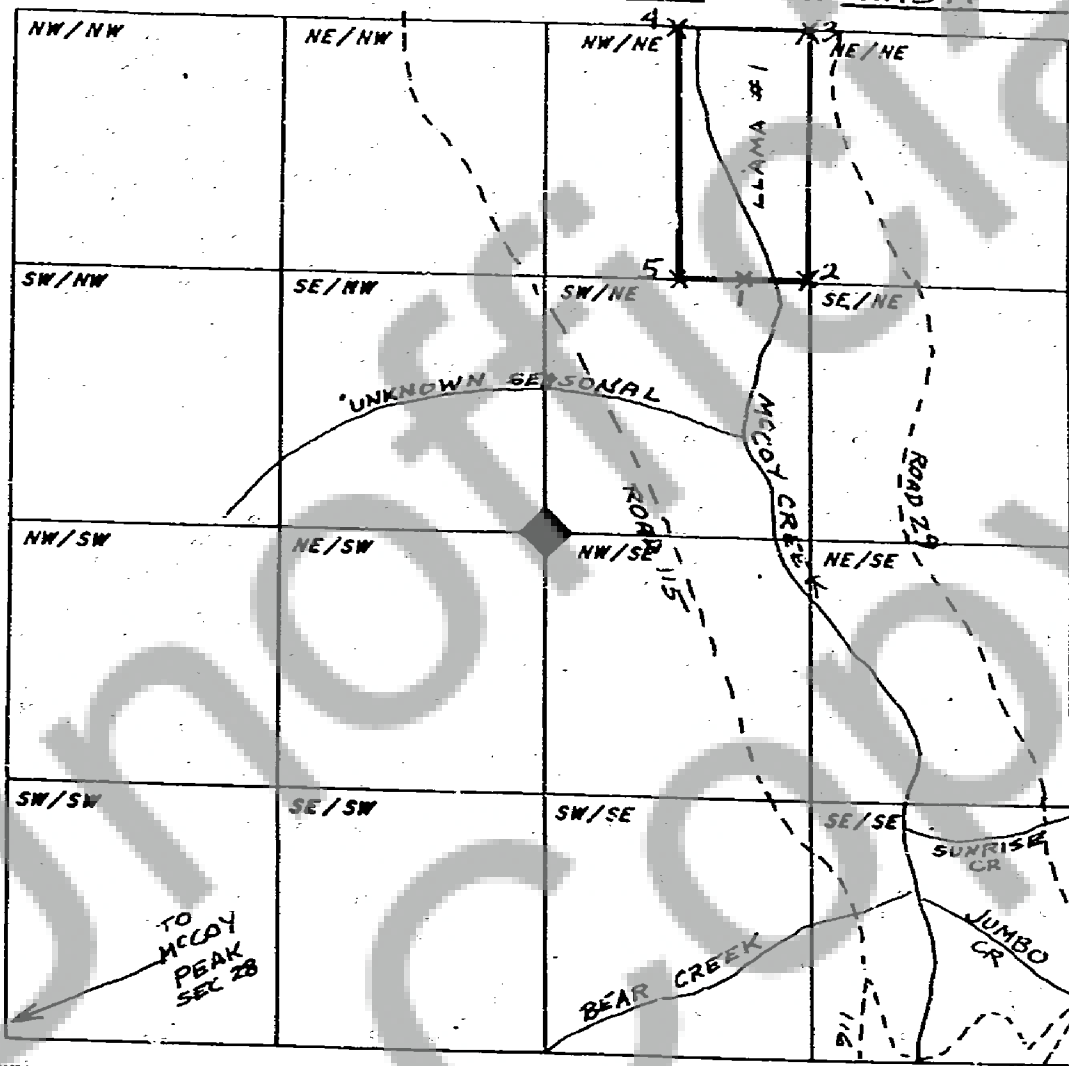 4
3
NW/NW
NE/NW
NW/NE
NE/NE
LLAMA #1
SW/NW
SE/NW
5
SW/NE
1
2
SE/NE
"UNKNOWN SEASONAL
MCCOY CREEK
ROAD 29
ROAD 115
NW/SW
NE/SW
NW/SE
NE/SE
SW/SW
SE/SW
SW/SE
SE/SE
SUNRISE
CR
TO
MCCOY
PEAK
SEC 28
BEAR CREEK
JUMBO
CR
116
unofficial
copy